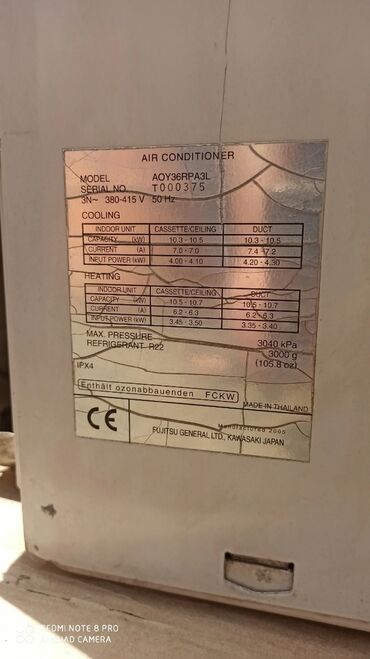 AIR CONDITIONER
MODEL AOY36RPA3L
SERIAL NO. T000375
3N~ 380-415 V 50 Hz
COOLING
INDOOR UNIT CASSETTE/CEILING DUCT
CAPACITY (kW) 10.3 - 10.5 10.3 - 10.5
CURRENT (A) 7.0 - 7.0 7.4 - 7.2
INPUT POWER (kW) 4.00 - 4.10 4.20 - 4.30
HEATING
INDOOR UNIT CASSETTE/CEILING DUCT
CAPACITY (kW) 10.5 - 10.7 10.5 - 10.7
CURRENT (A) 6.2 - 6.3 6.2 - 6.3
INPUT POWER (kW) 3.45 - 3.50 3.35 - 3.40
MAX. PRESSURE 3040 kPa
REFRIGERANT R22 3000 g
(105.8 oz)
IPX4
Enthält ozonabbauenden FCKW
MADE IN THAILAND
CE
Manufactured 2005
FUJITSU GENERAL LTD., KAWASAKI JAPAN
REDMI NOTE 8 PRO
AI QUAD CAMERA